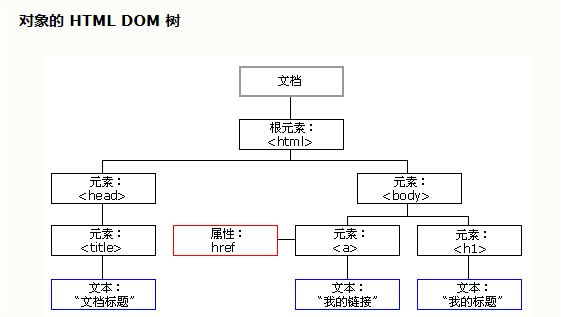 对象的 HTML DOM 树
文档
根元素：
<html>
元素：
<head>
元素：
<body>
元素：
<title>
属性：
href
元素：
<a>
元素：
<h1>
文本：
“文档标题”
文本：
“我的链接”
文本：
“我的标题”